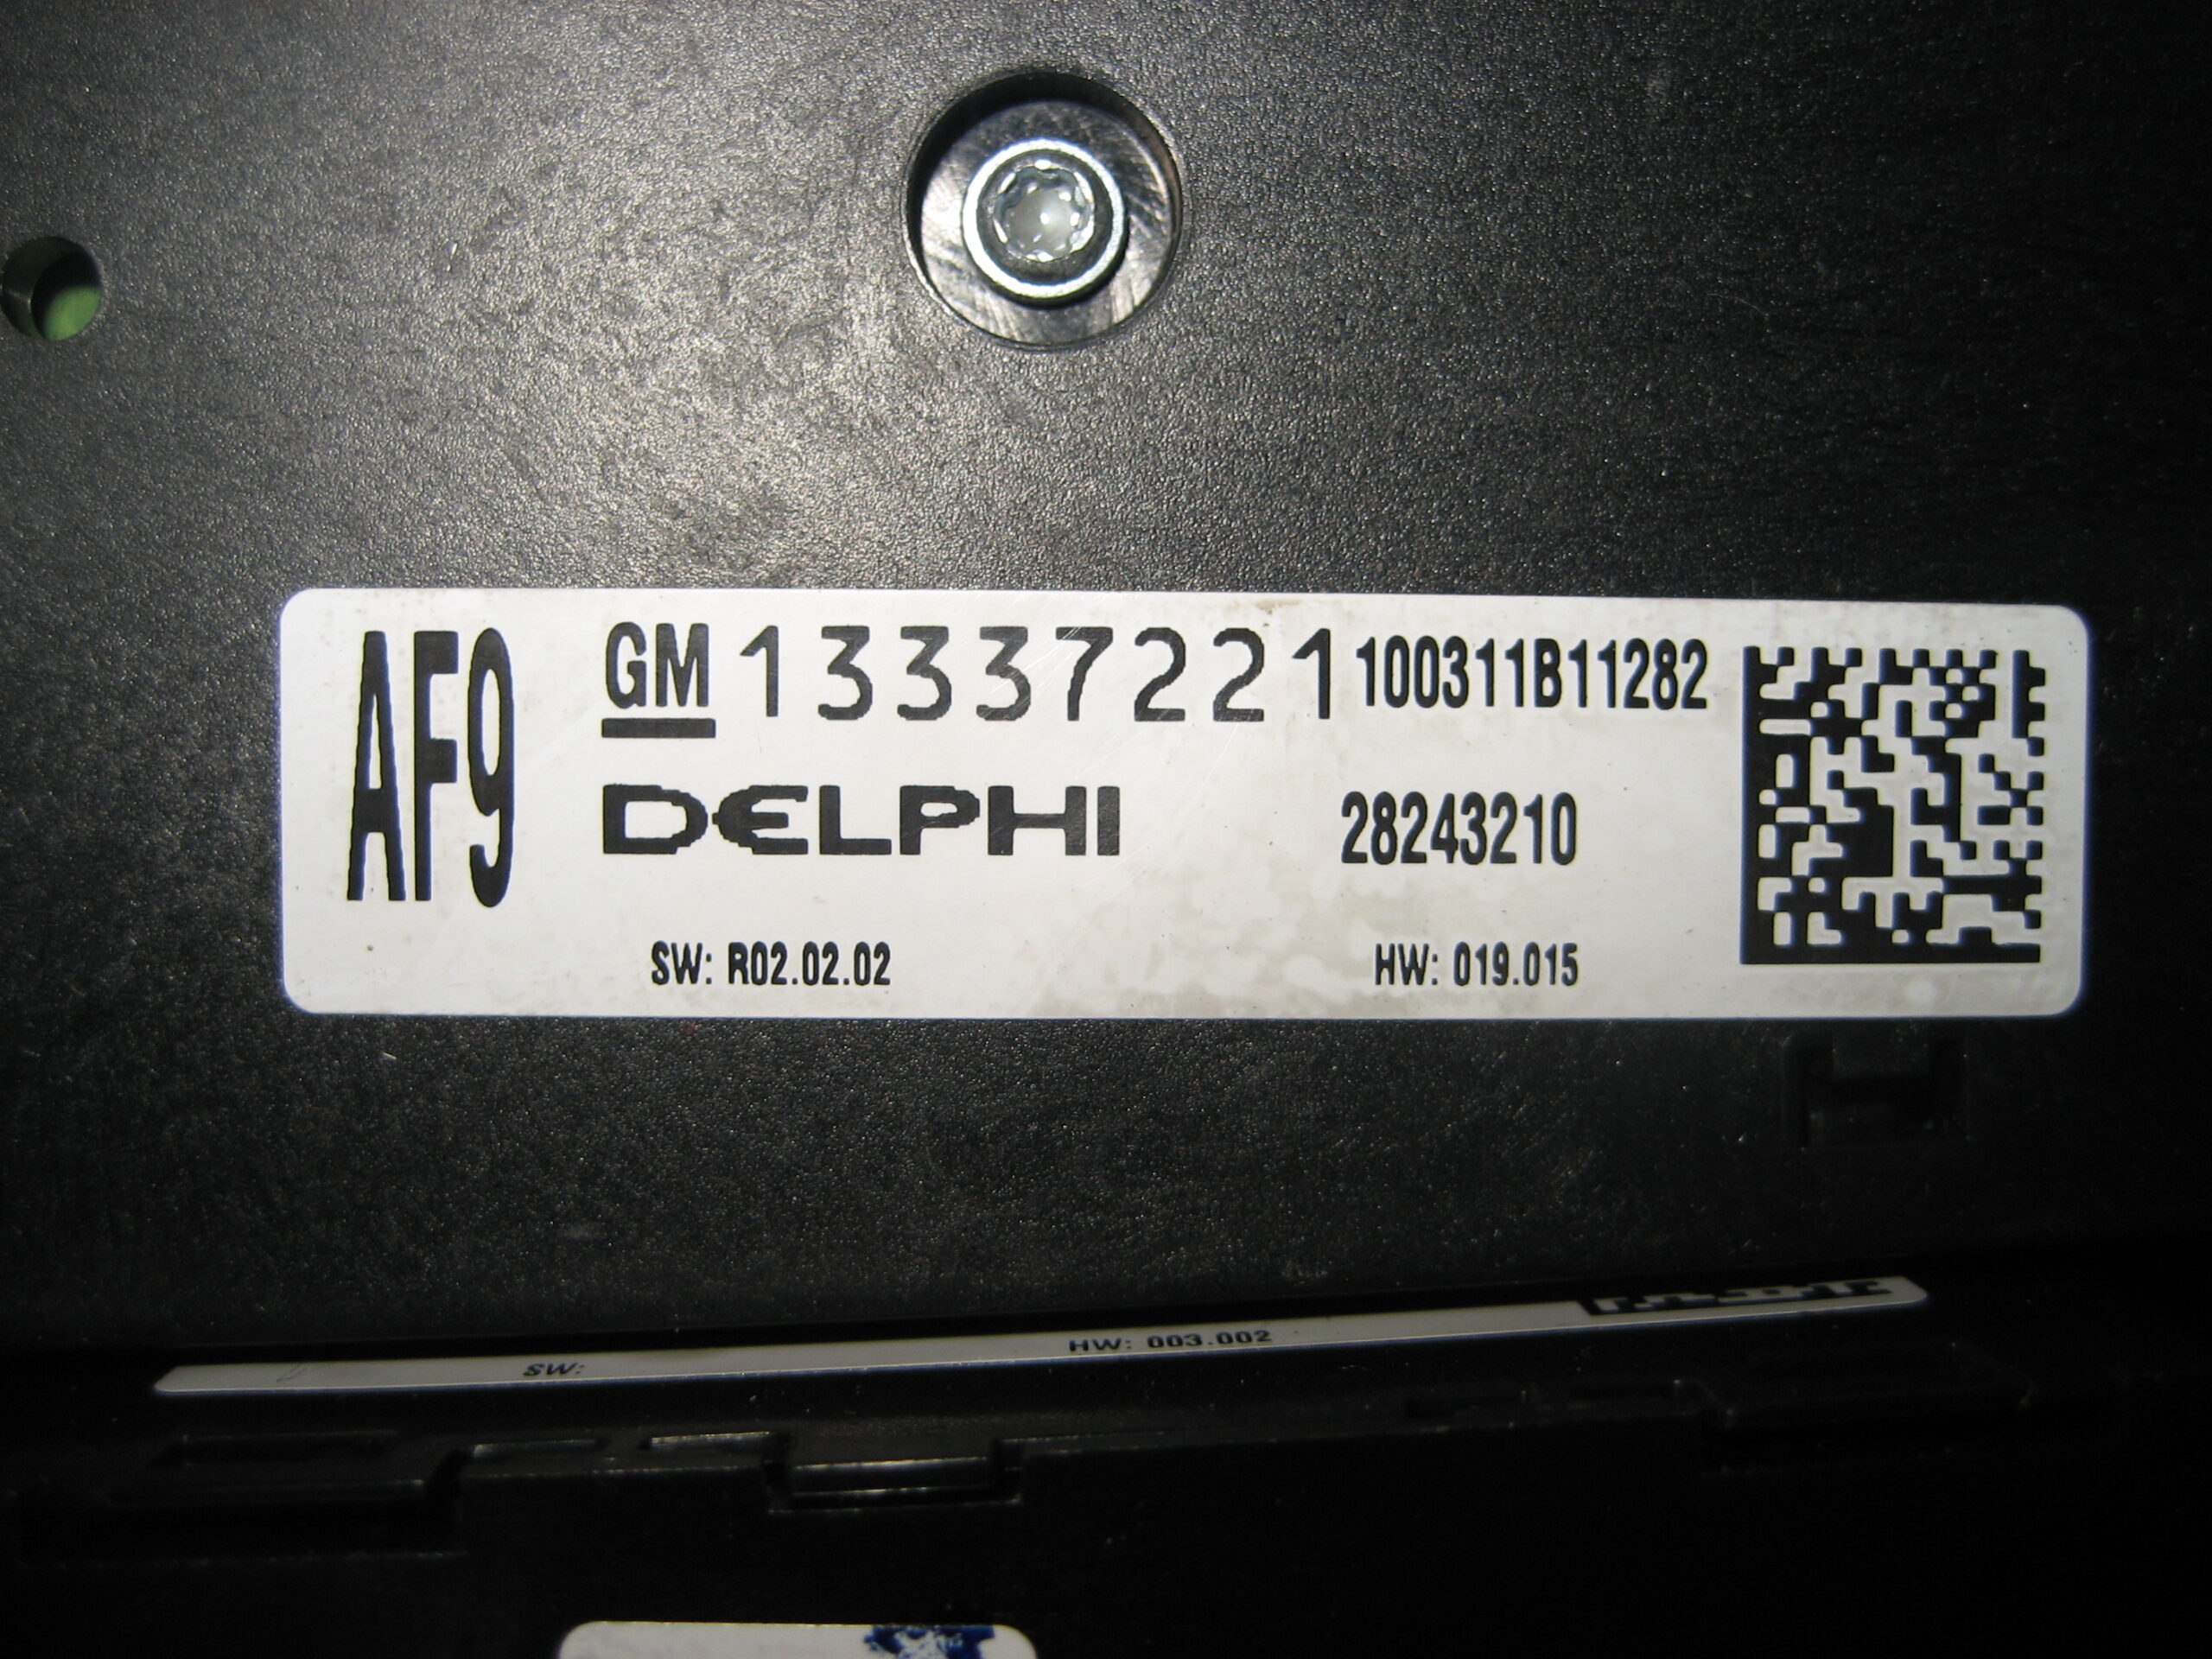 AF9
GM 13337221 100311B11282
DELPHI 28243210
SW: R02.02.02 HW: 019.015
SW: HW: 003.002